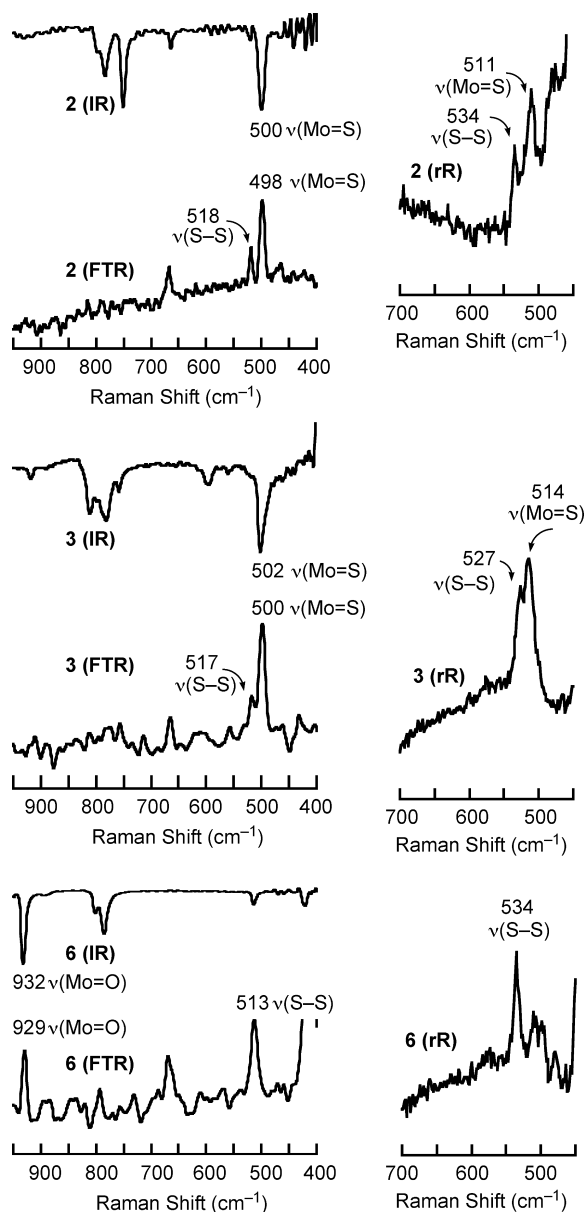 2 (IR)
500 ν(Mo=S)
498 ν(Mo=S)
518
ν(S–S)
2 (FTR)
900 800 700 600 500 400
Raman Shift (cm⁻¹)
511
ν(Mo=S)
534
ν(S–S)
2 (rR)
700 600 500
Raman Shift (cm⁻¹)
3 (IR)
502 ν(Mo=S)
500 ν(Mo=S)
3 (FTR)
517
ν(S–S)
900 800 700 600 500 400
Raman Shift (cm⁻¹)
514
ν(Mo=S)
527
ν(S–S)
3 (rR)
700 600 500
Raman Shift (cm⁻¹)
6 (IR)
932 ν(Mo=O)
929 ν(Mo=O)
513 ν(S–S)
6 (FTR)
900 800 700 600 500 400
Raman Shift (cm⁻¹)
534
ν(S–S)
6 (rR)
700 600 500
Raman Shift (cm⁻¹)